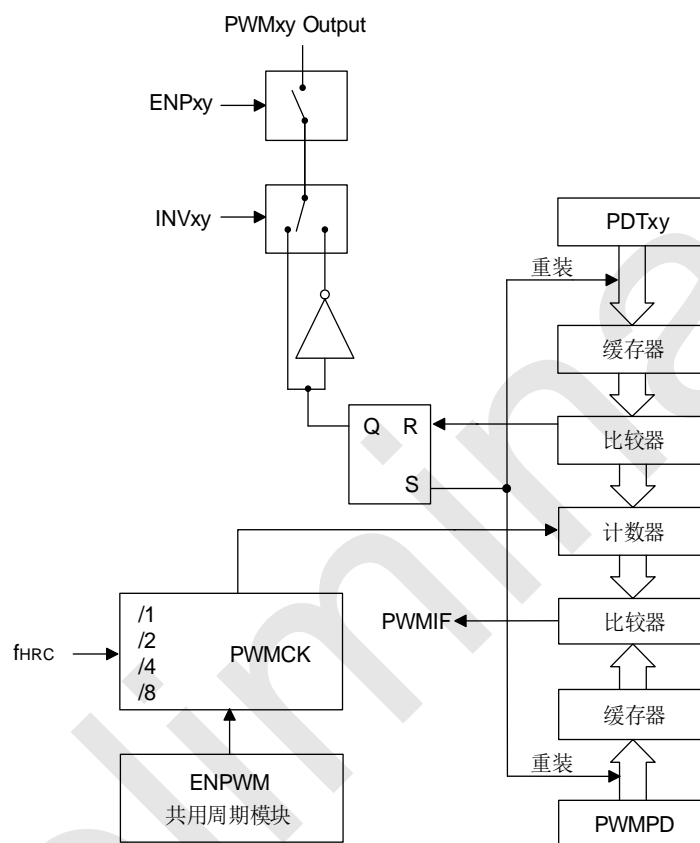 PWMxy Output
ENPxy
INVxy
PDTxy
重装
缓存器
Q R
S
比较器
计数器
/1
/2
/4
/8
PWMCK
fHRC
PWMIF
比较器
缓存器
重装
ENPWM
共用周期模块
PWMPD